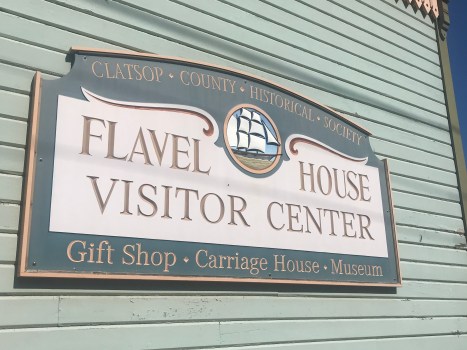 CLATSOP · COUNTY · HISTORICAL · SOCIETY
FLAVEL HOUSE
VISITOR CENTER
Gift Shop · Carriage House · Museum